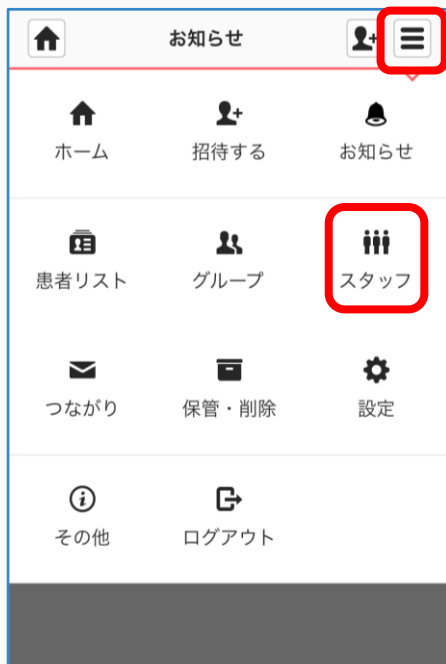 お知らせ
ホーム 招待する お知らせ
患者リスト グループ スタッフ
つながり 保管・削除 設定
その他 ログアウト